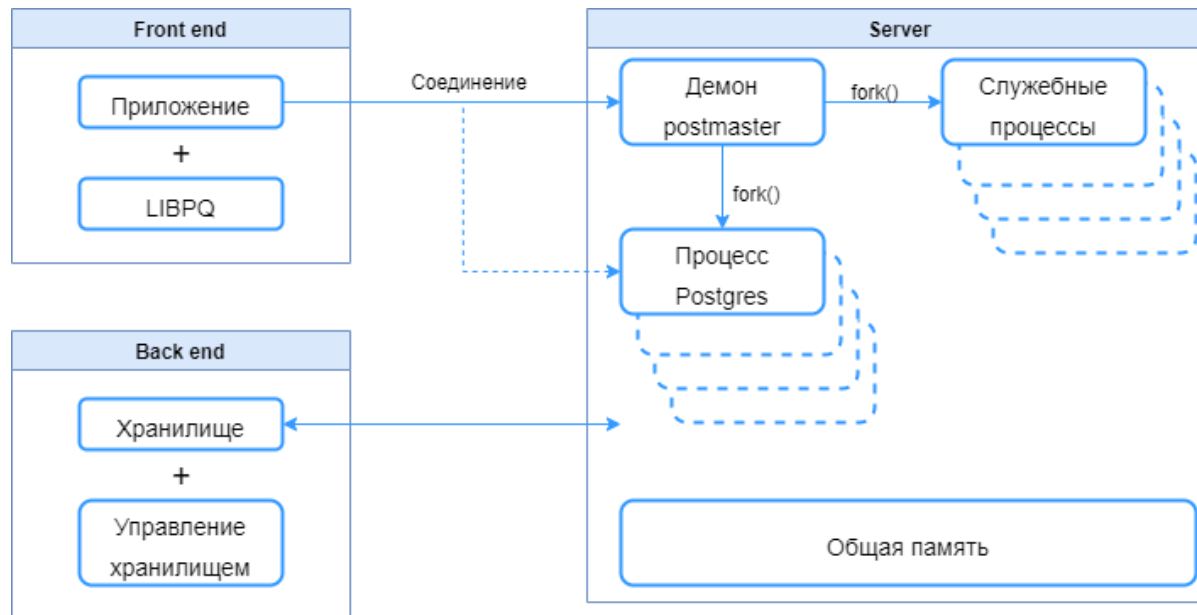 Front end
Приложение
+
LIBPQ
Соединение
Server
Демон
postmaster
fork()
Служебные
процессы
fork()
Процесс
Postgres
Back end
Хранилище
+
Управление
хранилищем
Общая память